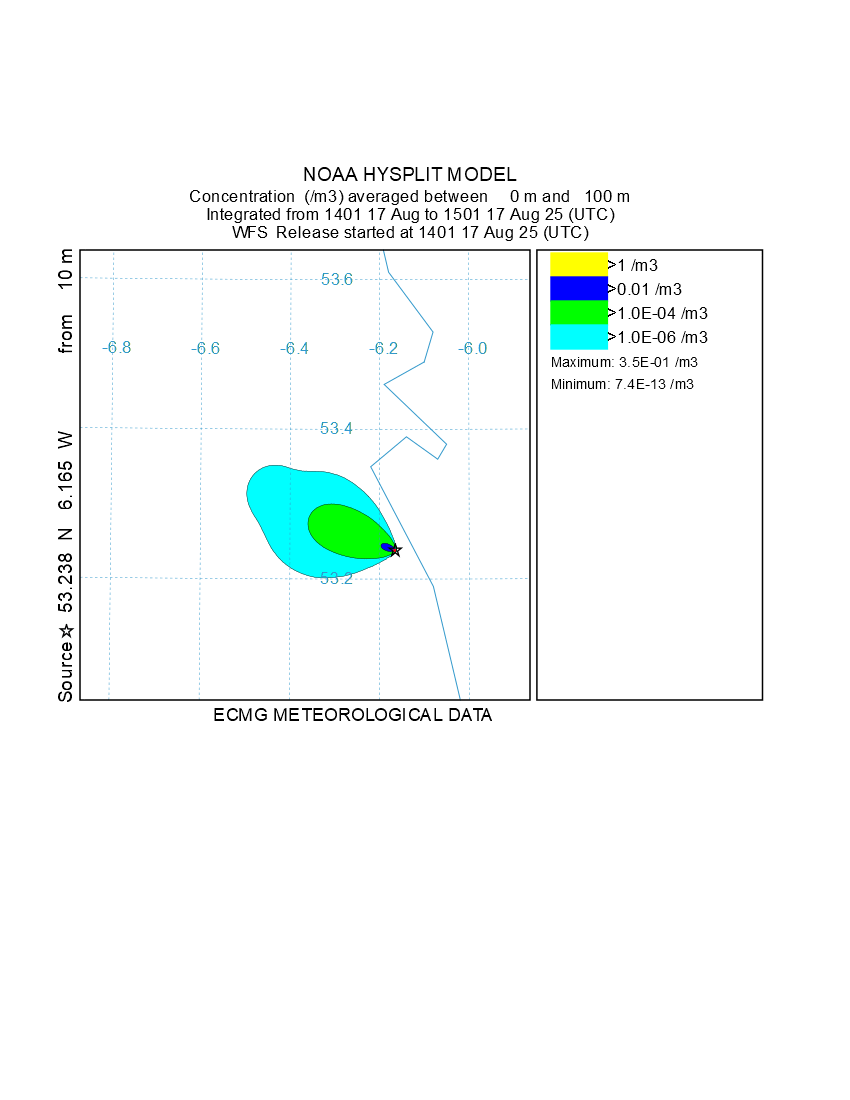 NOAA HYSPLIT MODEL
Concentration (/m3) averaged between 0 m and 100 m
Integrated from 1401 17 Aug to 1501 17 Aug 25 (UTC)
WFS Release started at 1401 17 Aug 25 (UTC)
Source☆ 53.238 N 6.165 W from 10 m
53.6
-6.8 -6.6 -6.4 -6.2 -6.0
53.4
53.2
>1 /m3
>0.01 /m3
>1.0E-04 /m3
>1.0E-06 /m3
Maximum: 3.5E-01 /m3
Minimum: 7.4E-13 /m3
ECMG METEOROLOGICAL DATA